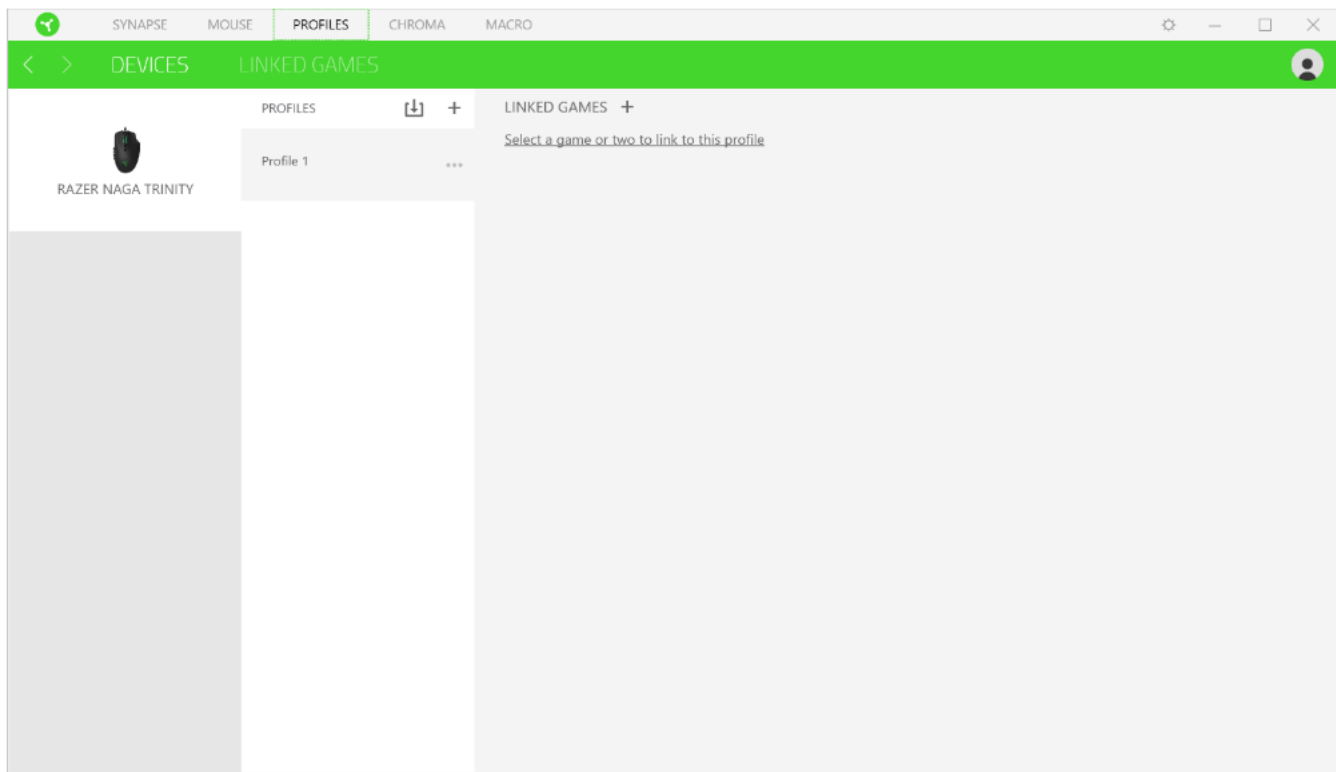 SYNAPSE MOUSE PROFILES CHROMA MACRO
DEVICES LINKED GAMES
PROFILES
LINKED GAMES
Select a game or two to link to this profile
Profile 1
RAZER NAGA TRINITY